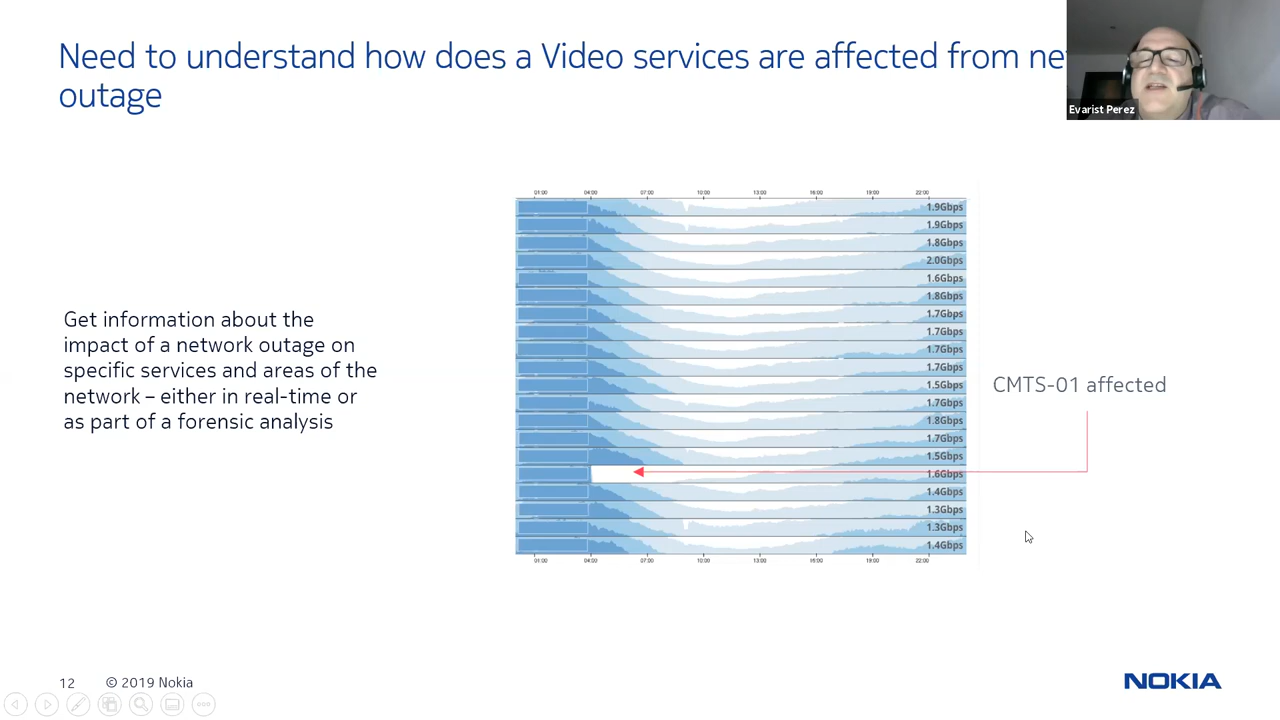 Need to understand how does a Video services are affected from ne
outage
Evarist Perez
01:00 04:00 07:00 10:00 13:00 16:00 19:00 22:00
1.9Gbps
1.9Gbps
1.8Gbps
2.0Gbps
1.6Gbps
1.8Gbps
1.7Gbps
1.7Gbps
1.7Gbps
1.7Gbps
1.5Gbps
1.7Gbps
1.8Gbps
1.7Gbps
1.5Gbps
1.6Gbps
1.4Gbps
1.3Gbps
1.3Gbps
1.4Gbps
01:00 04:00 07:00 10:00 13:00 16:00 19:00 22:00
Get information about the
impact of a network outage on
specific services and areas of the
network – either in real-time or
as part of a forensic analysis
CMTS-01 affected
12 © 2019 Nokia
NOKIA